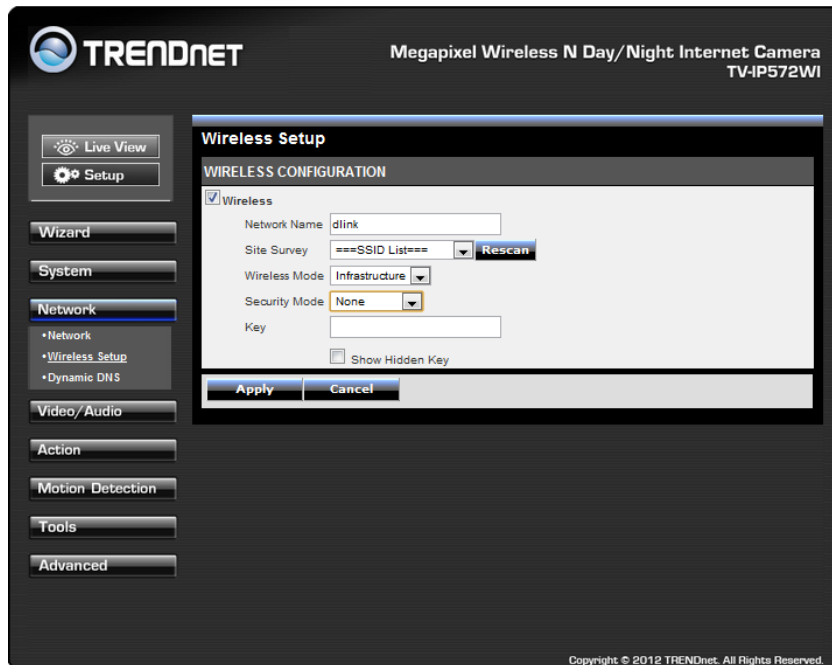 TRENDNET
Megapixel Wireless N Day/Night Internet Camera
TV-IP572WI
Live View
Setup
Wizard
System
Network
•Network
•Wireless Setup
•Dynamic DNS
Video/Audio
Action
Motion Detection
Tools
Advanced
Wireless Setup
WIRELESS CONFIGURATION
Wireless
Network Name dlink
Site Survey ===SSID List=== Rescan
Wireless Mode Infrastructure
Security Mode None
Key
Show Hidden Key
Apply Cancel
Copyright © 2012 TRENDnet. All Rights Reserved.